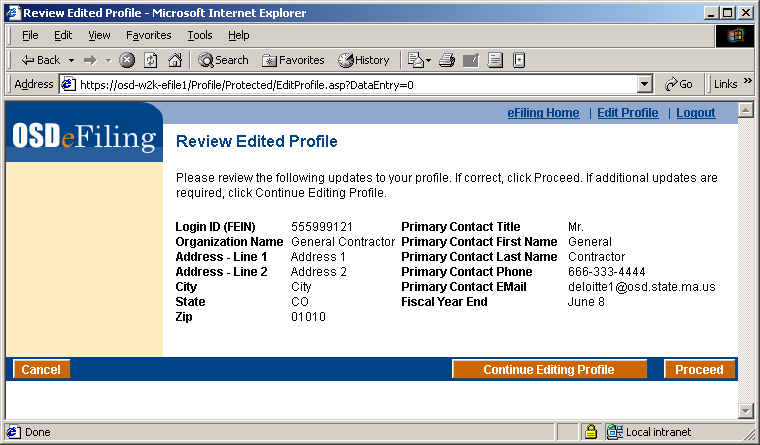 Review Edited Profile - Microsoft Internet Explorer
File Edit View Favorites Tools Help
Back Search Favorites History
Address https://osd-w2k-efile1/Profile/Protected/EditProfile.asp?DataEntry=0 Go Links »
eFiling Home | Edit Profile | Logout
OSDeFiling
Review Edited Profile
Please review the following updates to your profile. If correct, click Proceed. If additional updates are
required, click Continue Editing Profile.
Login ID (FEIN) 555999121 Primary Contact Title Mr.
Organization Name General Contractor Primary Contact First Name General
Address - Line 1 Address 1 Primary Contact Last Name Contractor
Address - Line 2 Address 2 Primary Contact Phone 666-333-4444
City City Primary Contact EMail deloitte1@osd.state.ma.us
State CO Fiscal Year End June 8
Zip 01010
Cancel Continue Editing Profile Proceed
Done Local intranet